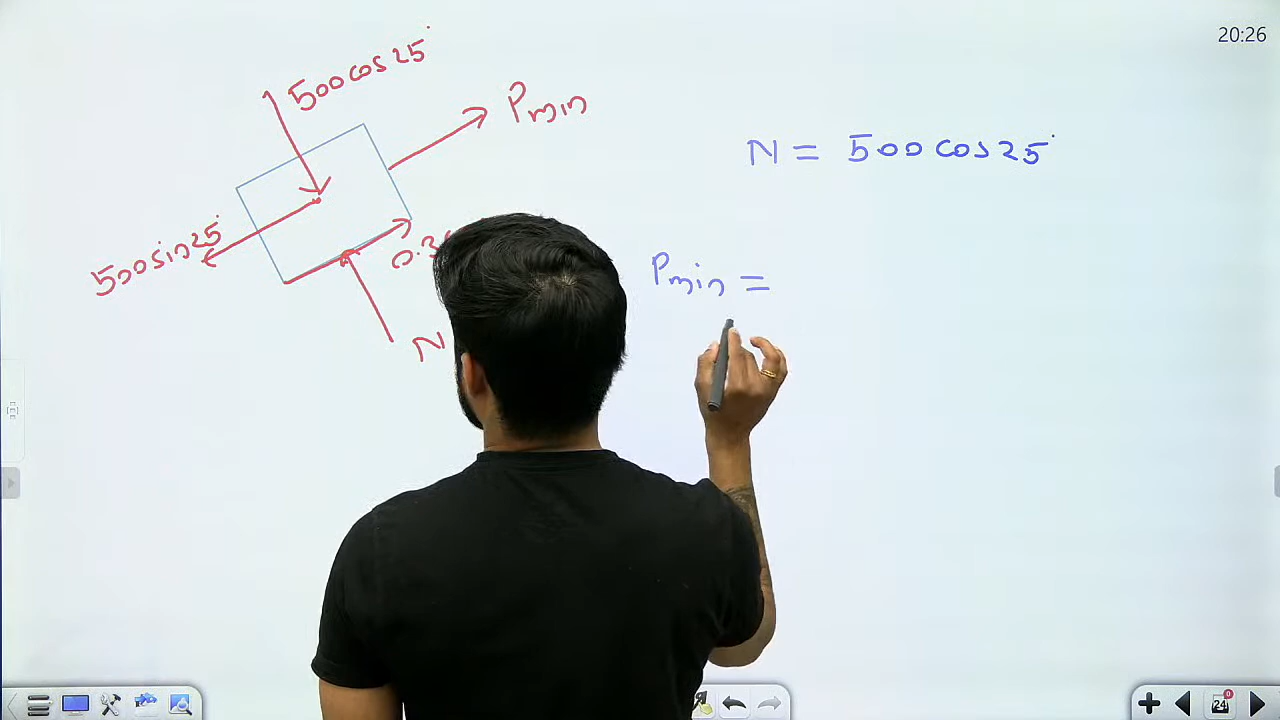 20:26
500cos25°
Pmin
N = 500cos25°
500sin25°
Pmin =
N